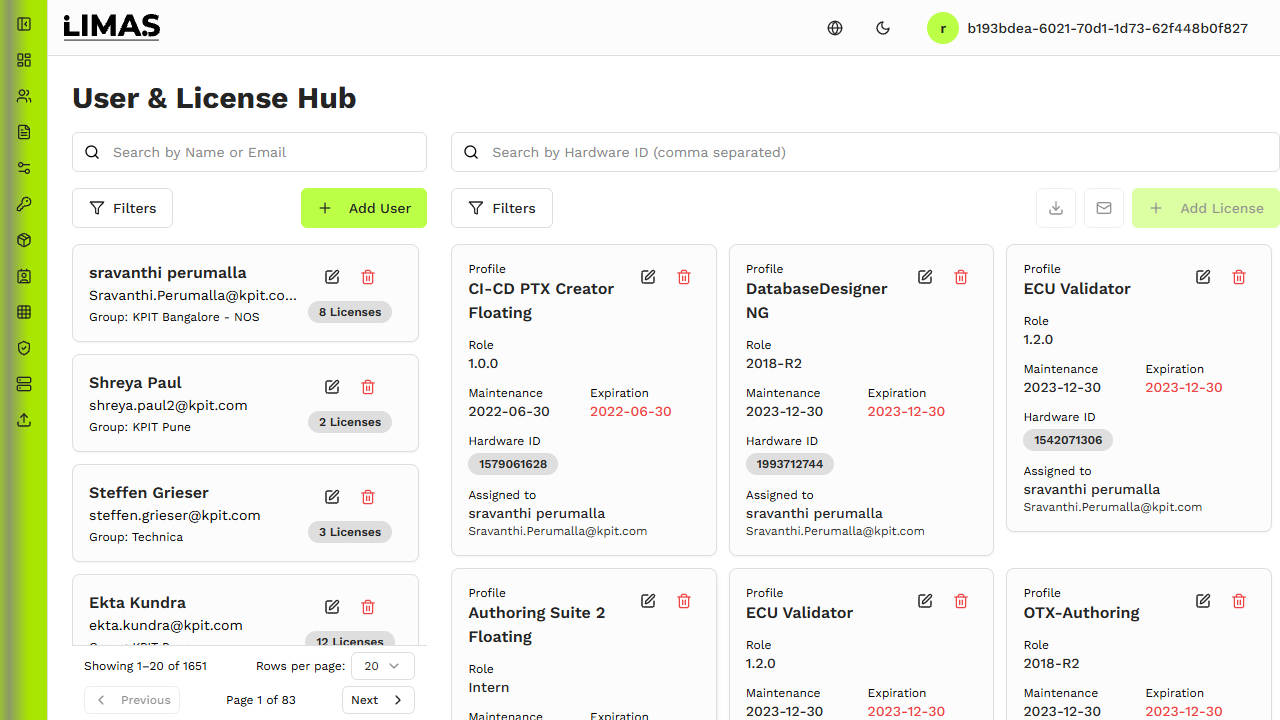 LIMAS
r
b193bdea-6021-70d1-1d73-62f448b0f827
User & License Hub
Search by Name or Email
Filters
Add User
sravanthi perumalla
Sravanthi.Perumalla@kpit.co...
Group: KPIT Bangalore - NOS
8 Licenses
Shreya Paul
shreya.paul2@kpit.com
Group: KPIT Pune
2 Licenses
Steffen Grieser
steffen.grieser@kpit.com
Group: Technica
3 Licenses
Ekta Kundra
ekta.kundra@kpit.com
12 Licenses
Showing 1–20 of 1651
Rows per page:
20
Previous
Page 1 of 83
Next
Search by Hardware ID (comma separated)
Filters
Add License
Profile
CI-CD PTX Creator
Floating
Role
1.0.0
Maintenance
2022-06-30
Expiration
2022-06-30
Hardware ID
1579061628
Assigned to
sravanthi perumalla
Sravanthi.Perumalla@kpit.com
Profile
DatabaseDesigner
NG
Role
2018-R2
Maintenance
2023-12-30
Expiration
2023-12-30
Hardware ID
1993712744
Assigned to
sravanthi perumalla
Sravanthi.Perumalla@kpit.com
Profile
ECU Validator
Role
1.2.0
Maintenance
2023-12-30
Expiration
2023-12-30
Hardware ID
1542071306
Assigned to
sravanthi perumalla
Sravanthi.Perumalla@kpit.com
Profile
Authoring Suite 2
Floating
Role
Intern
Maintenance
Expiration
Profile
ECU Validator
Role
1.2.0
Maintenance
2023-12-30
Expiration
2023-12-30
Profile
OTX-Authoring
Role
2018-R2
Maintenance
2023-12-30
Expiration
2023-12-30